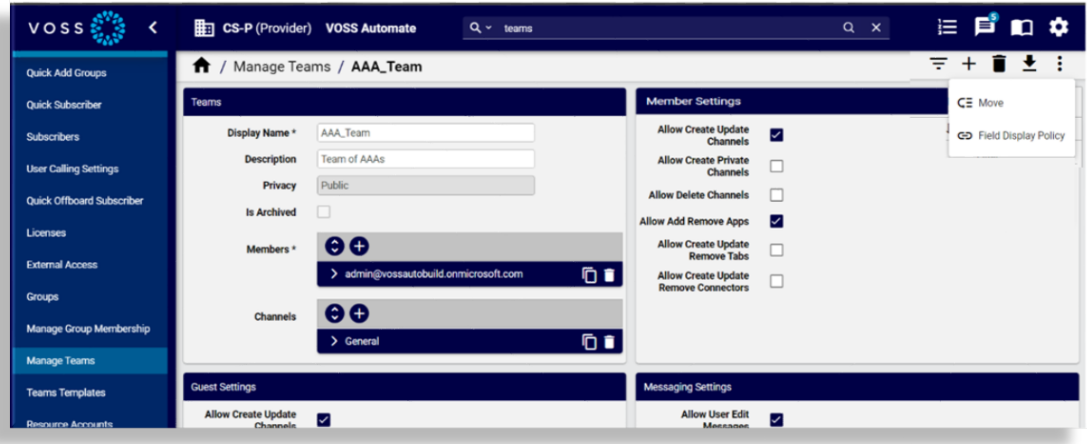 VOSS
CS-P (Provider) VOSS Automate
teams
5
Quick Add Groups
Quick Subscriber
Subscribers
User Calling Settings
Quick Offboard Subscriber
Licenses
External Access
Groups
Manage Group Membership
Manage Teams
Teams Templates
Resource Accounts
/ Manage Teams / AAA_Team
Move
Field Display Policy
Teams
Display Name *
AAA_Team
Description
Team of AAAs
Privacy
Public
Is Archived
Members *
admin@vossautobuild.onmicrosoft.com
Channels
General
Member Settings
Allow Create Update
Channels
Allow Create Private
Channels
Allow Delete Channels
Allow Add Remove Apps
Allow Create Update
Remove Tabs
Allow Create Update
Remove Connectors
Guest Settings
Allow Create Update
Channels
Messaging Settings
Allow User Edit
Messages